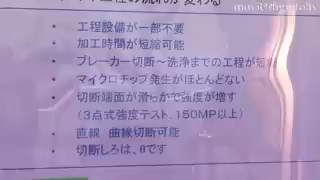 工程設備が一部不要
加工時間が短縮可能
ブレーカー切断～洗浄までの工程が短縮
マイクロチップ発生がほとんどない
切断端面が滑らかで強度が増す
(3点式強度テスト、150MP以上)
直線 曲線切断可能
切断しろは、0です